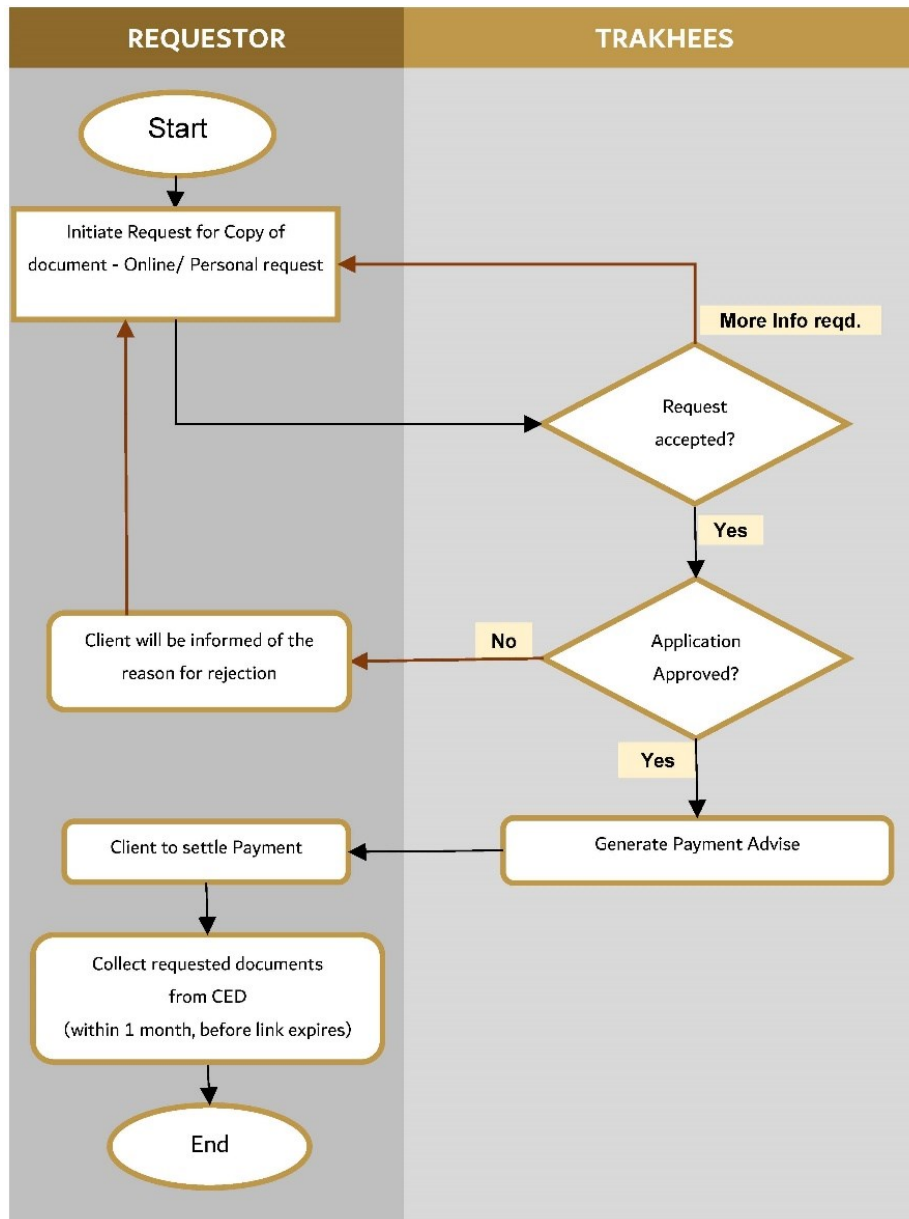 REQUESTOR
TRAKHEES
Start
Initiate Request for Copy of
document - Online/ Personal request
More Info reqd.
Request
accepted?
Yes
Application
Approved?
No
Client will be informed of the
reason for rejection
Yes
Generate Payment Advise
Client to settle Payment
Collect requested documents
from CED
(within 1 month, before link expires)
End